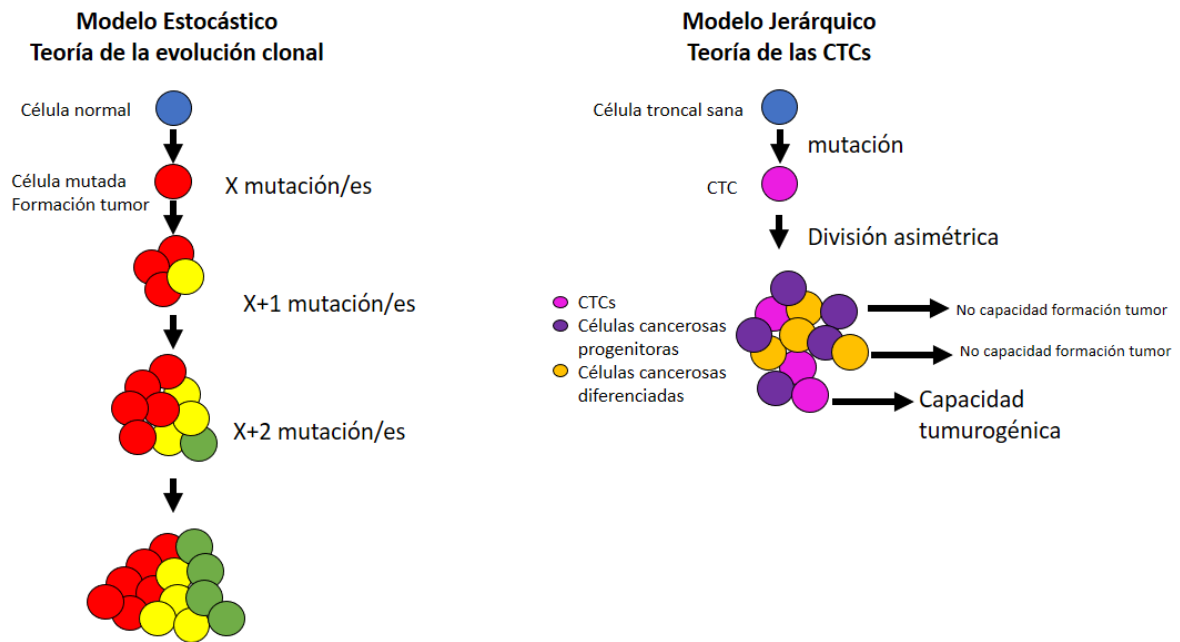 Modelo Estocástico
Teoría de la evolución clonal
Célula normal
Célula mutada
Formación tumor
X mutación/es
X+1 mutación/es
X+2 mutación/es
Modelo Jerárquico
Teoría de las CTCs
Célula troncal sana
mutación
CTC
División asimétrica
CTCs
Células cancerosas
progenitoras
Células cancerosas
diferenciadas
No capacidad formación tumor
No capacidad formación tumor
Capacidad
tumurogénica